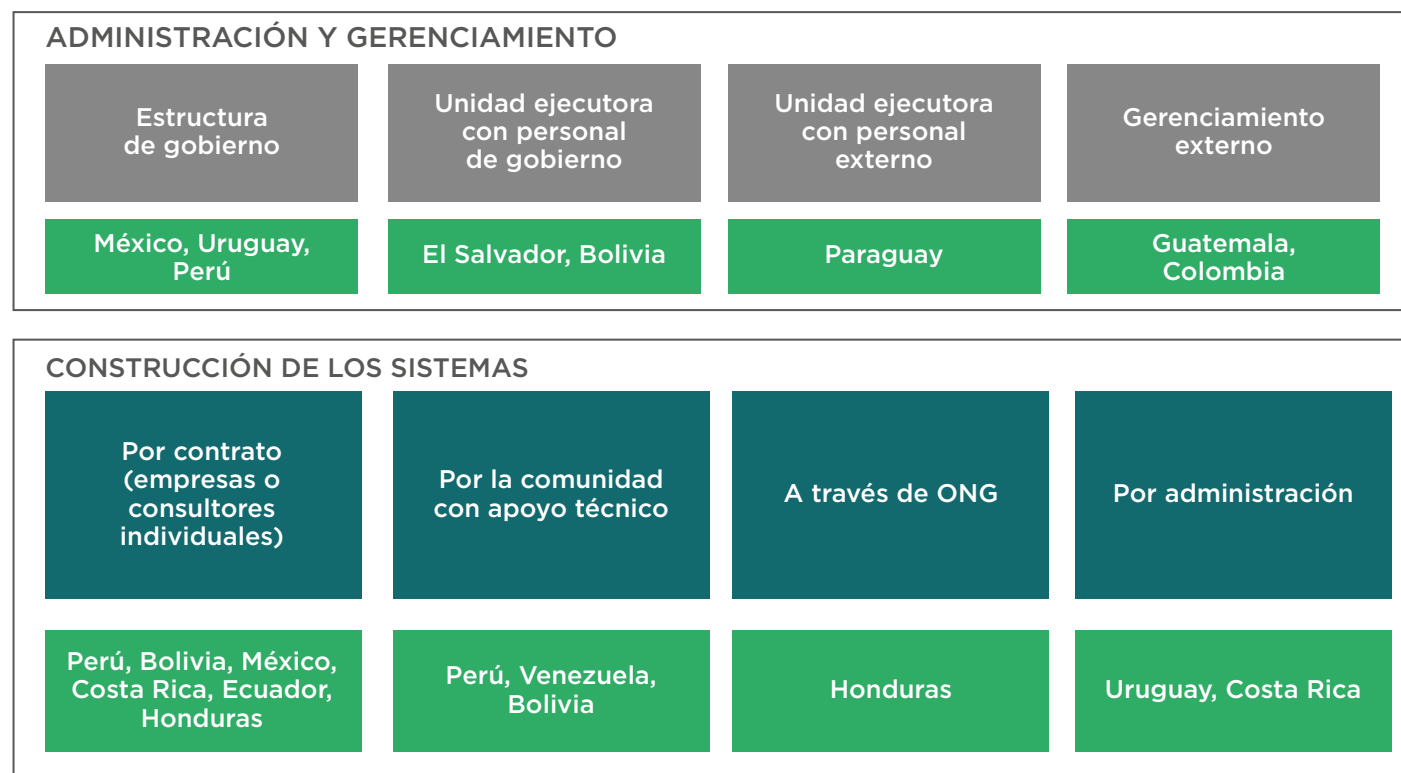 ADMINISTRACIÓN Y GERENCIAMIENTO
Estructura
de gobierno
Unidad ejecutora
con personal
de gobierno
Unidad ejecutora
con personal
externo
Gerenciamiento
externo
México, Uruguay,
Perú
El Salvador, Bolivia
Paraguay
Guatemala,
Colombia
CONSTRUCCIÓN DE LOS SISTEMAS
Por contrato
(empresas o
consultores
individuales)
Por la comunidad
con apoyo técnico
A través de ONG
Por administración
Perú, Bolivia, México,
Costa Rica, Ecuador,
Honduras
Perú, Venezuela,
Bolivia
Honduras
Uruguay, Costa Rica